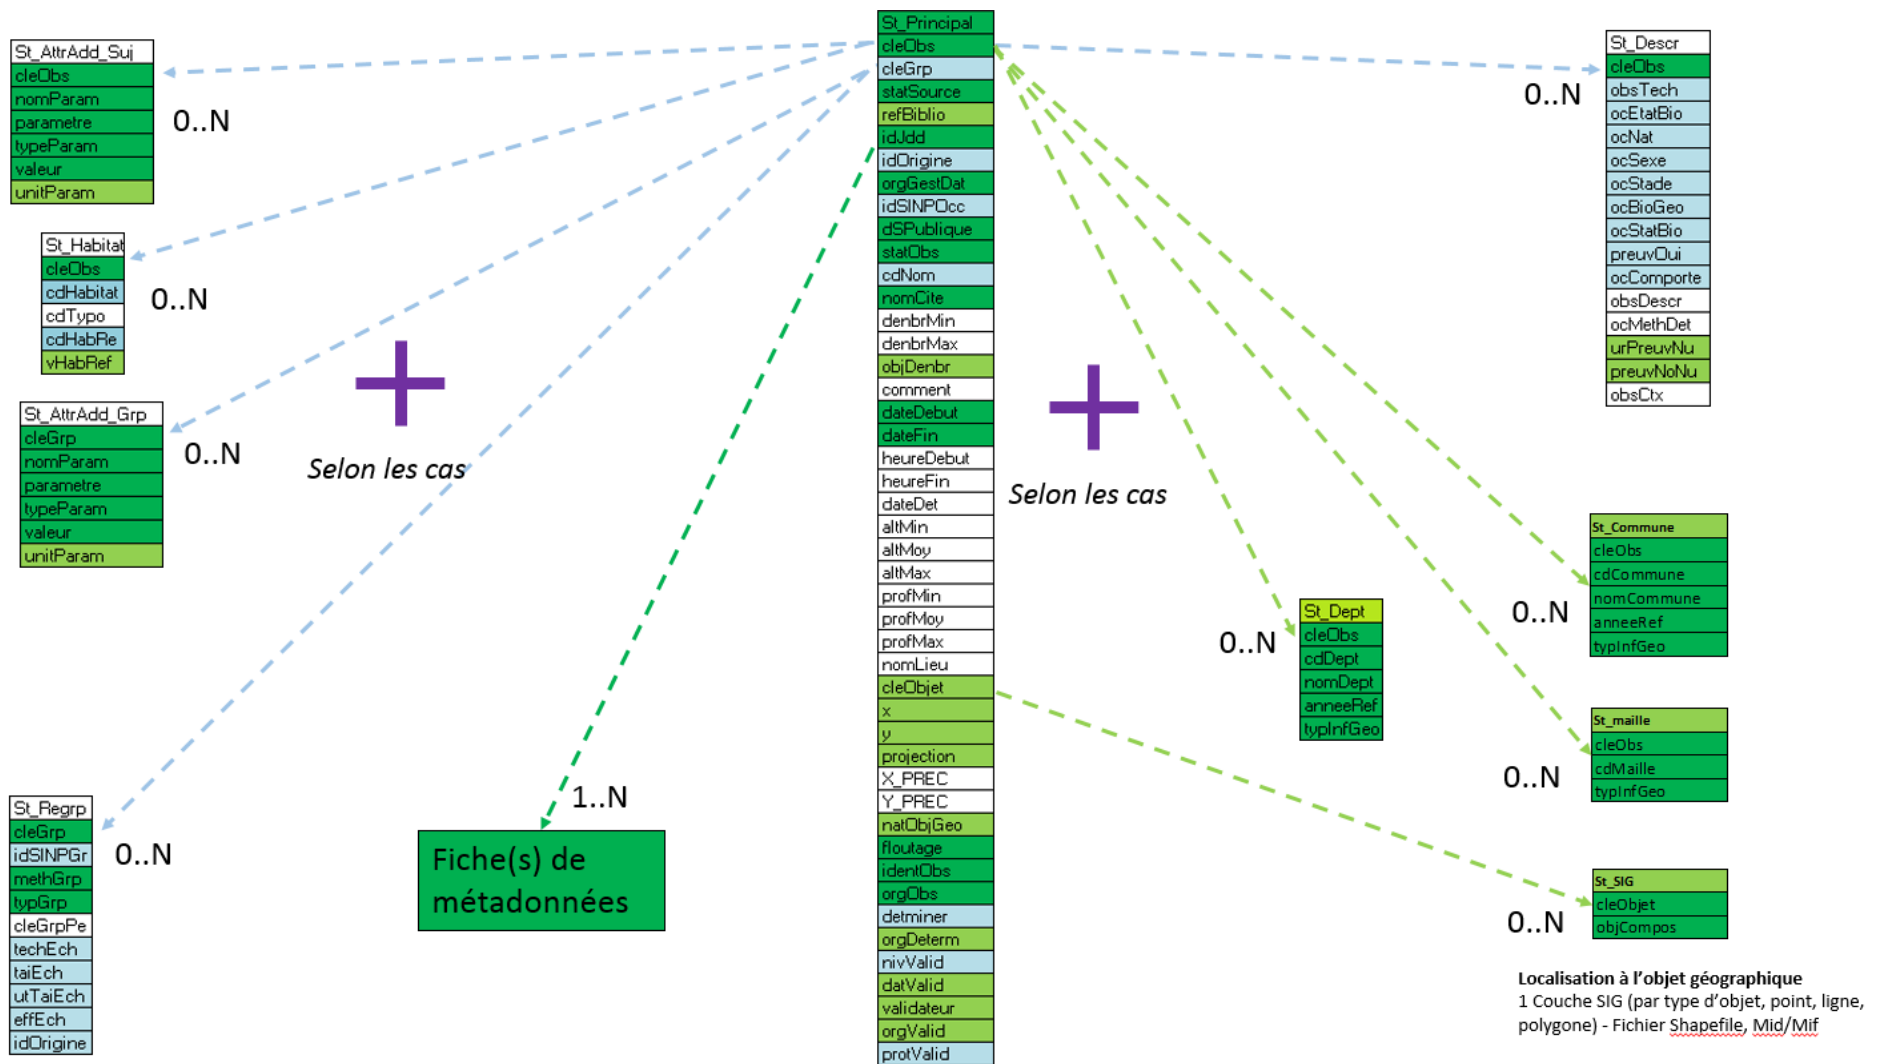 St_AttrAdd_Suj
cleObs
nomParam
parametre
typeParam
valeur
unitParam
0..N
St_Habitat
cleObs
cdHabitat
cdTypo
cdHabRe
vHabRef
0..N
St_AttrAdd_Grp
cleGrp
nomParam
parametre
typeParam
valeur
unitParam
0..N
Selon les cas
St_Regrp
cleGrp
idSINPGr
methGrp
typGrp
cleGrpPe
techEch
taiEch
utTaiEch
effEch
idOrigine
0..N
1..N
Fiche(s) de
métadonnées
St_Principal
cleObs
cleGrp
statSource
refBiblio
idJdd
idOrigine
orgGestDat
idSINPOcc
dSPublique
statObs
cdNom
nomCite
denbrMin
denbrMax
objDenbr
comment
dateDebut
dateFin
heureDebut
heureFin
dateDet
altMin
altMoy
altMax
profMin
profMoy
profMax
nomLieu
cleObjet
x
y
projection
X_PREC
Y_PREC
natObjGeo
floutage
identObs
orgObs
detminer
orgDeterm
nivValid
datValid
validateur
orgValid
protValid
Selon les cas
St_Descr
cleObs
obsTech
ocEtatBio
ocNat
ocSexe
ocStade
ocBioGeo
ocStatBio
preuvOui
ocComporte
obsDescr
ocMethDet
urPreuvNu
preuvNoNu
obsCtx
0..N
St_Dept
cleObs
cdDept
nomDept
anneeRef
typInfGeo
0..N
St_Commune
cleObs
cdCommune
nomCommune
anneeRef
typInfGeo
0..N
St_maille
cleObs
cdMaille
typInfGeo
0..N
St_SIG
cleObjet
objCompos
0..N
Localisation à l'objet géographique
1 Couche SIG (par type d'objet, point, ligne,
polygone) - Fichier Shapefile, Mid/Mif